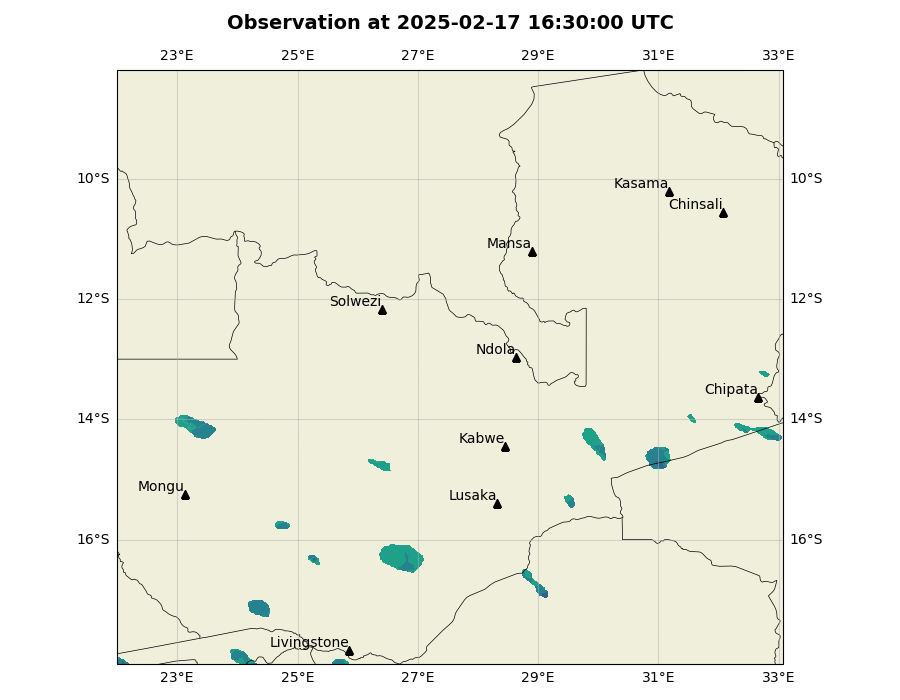 Observation at 2025-02-17 16:30:00 UTC
23°E 25°E 27°E 29°E 31°E 33°E
10°S 10°S
Kasama
Chinsali
Mansa
12°S 12°S
Solwezi
Ndola
Chipata
14°S 14°S
Kabwe
Mongu
Lusaka
16°S 16°S
Livingstone
23°E 25°E 27°E 29°E 31°E 33°E